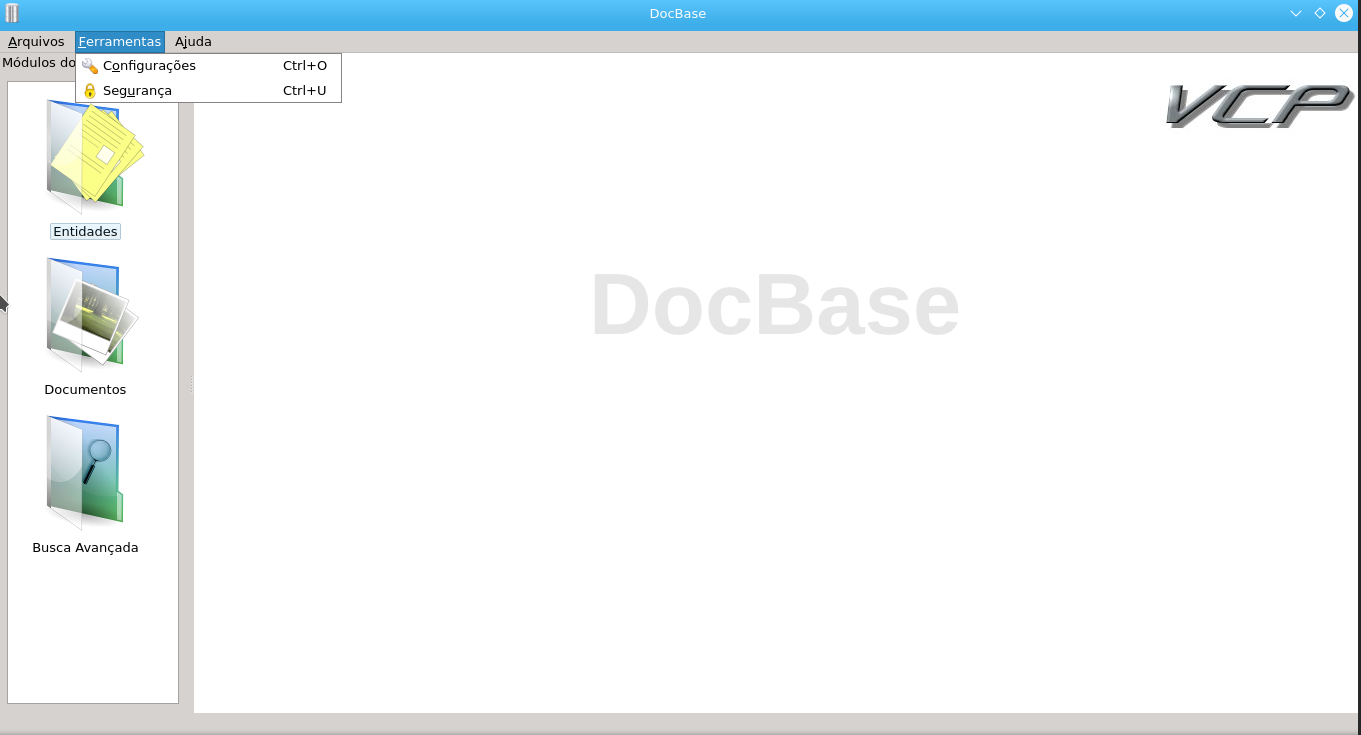 DocBase
Arquivos Ferramentas Ajuda
Módulos do
Configurações Ctrl+O
Segurança Ctrl+U
VCP
Entidades
DocBase
Documentos
Busca Avançada